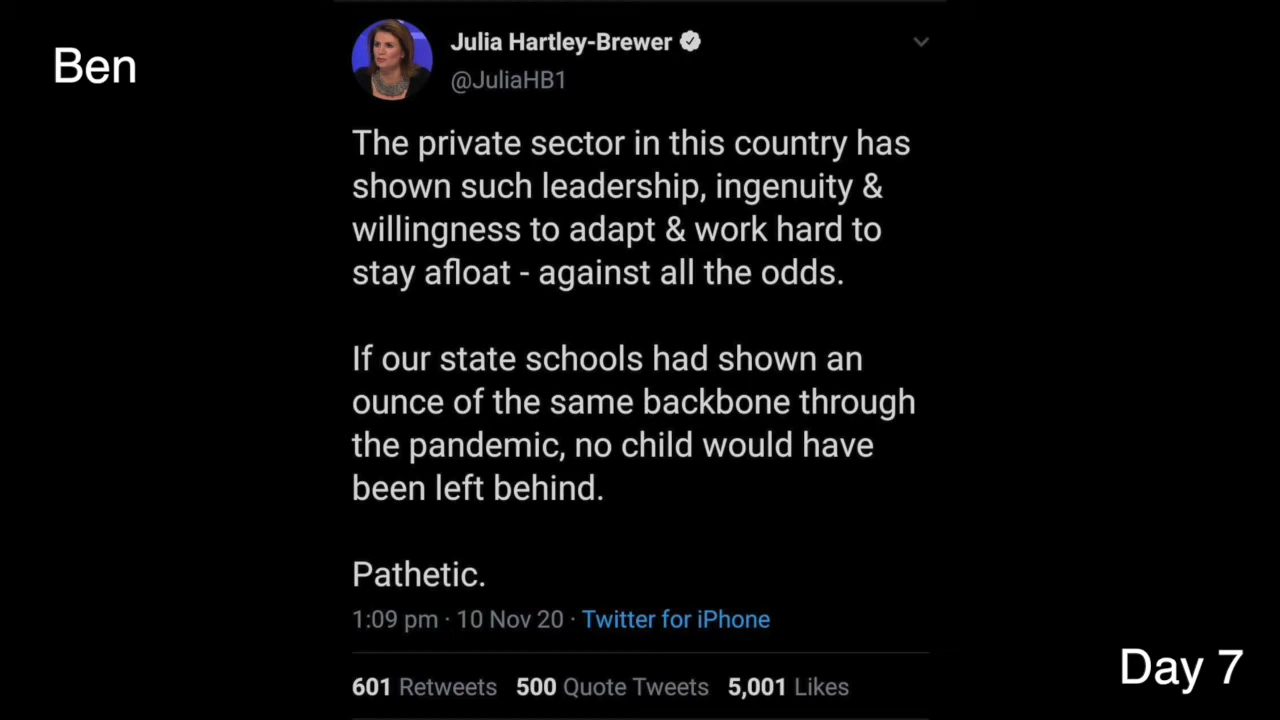 Ben
Julia Hartley-Brewer
@JuliaHB1
The private sector in this country has
shown such leadership, ingenuity &
willingness to adapt & work hard to
stay afloat - against all the odds.
If our state schools had shown an
ounce of the same backbone through
the pandemic, no child would have
been left behind.
Pathetic.
1:09 pm · 10 Nov 20 · Twitter for iPhone
601 Retweets 500 Quote Tweets 5,001 Likes
Day 7